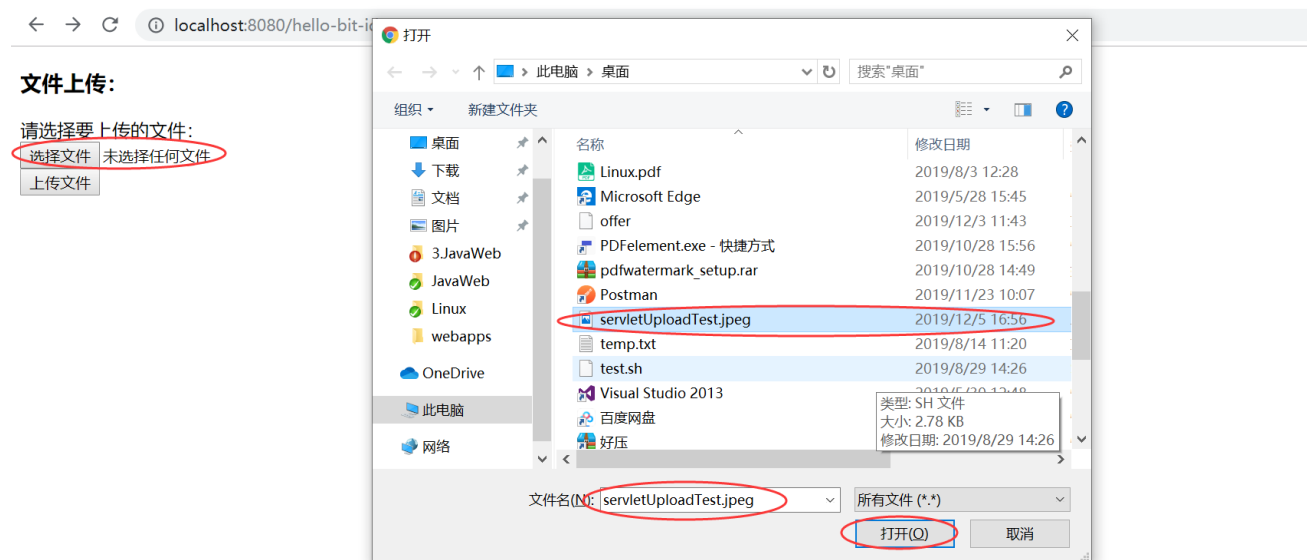 localhost:8080/hello-bit-i
文件上传：
请选择要上传的文件：
选择文件 未选择任何文件
上传文件
打开
此电脑 > 桌面
搜索"桌面"
组织 新建文件夹
桌面
下载
文档
图片
3.JavaWeb
JavaWeb
Linux
webapps
OneDrive
此电脑
网络
名称 修改日期
Linux.pdf 2019/8/3 12:28
Microsoft Edge 2019/5/28 15:45
offer 2019/12/3 11:43
PDFelement.exe - 快捷方式 2019/10/28 15:56
pdfwatermark_setup.rar 2019/10/28 14:49
Postman 2019/11/23 10:07
servletUploadTest.jpeg 2019/12/5 16:56
temp.txt 2019/8/14 11:20
test.sh 2019/8/29 14:26
Visual Studio 2013
百度网盘
好压
类型: SH 文件
大小: 2.78 KB
修改日期: 2019/8/29 14:26
文件名(N): servletUploadTest.jpeg
所有文件 (*.*)
打开(O) 取消